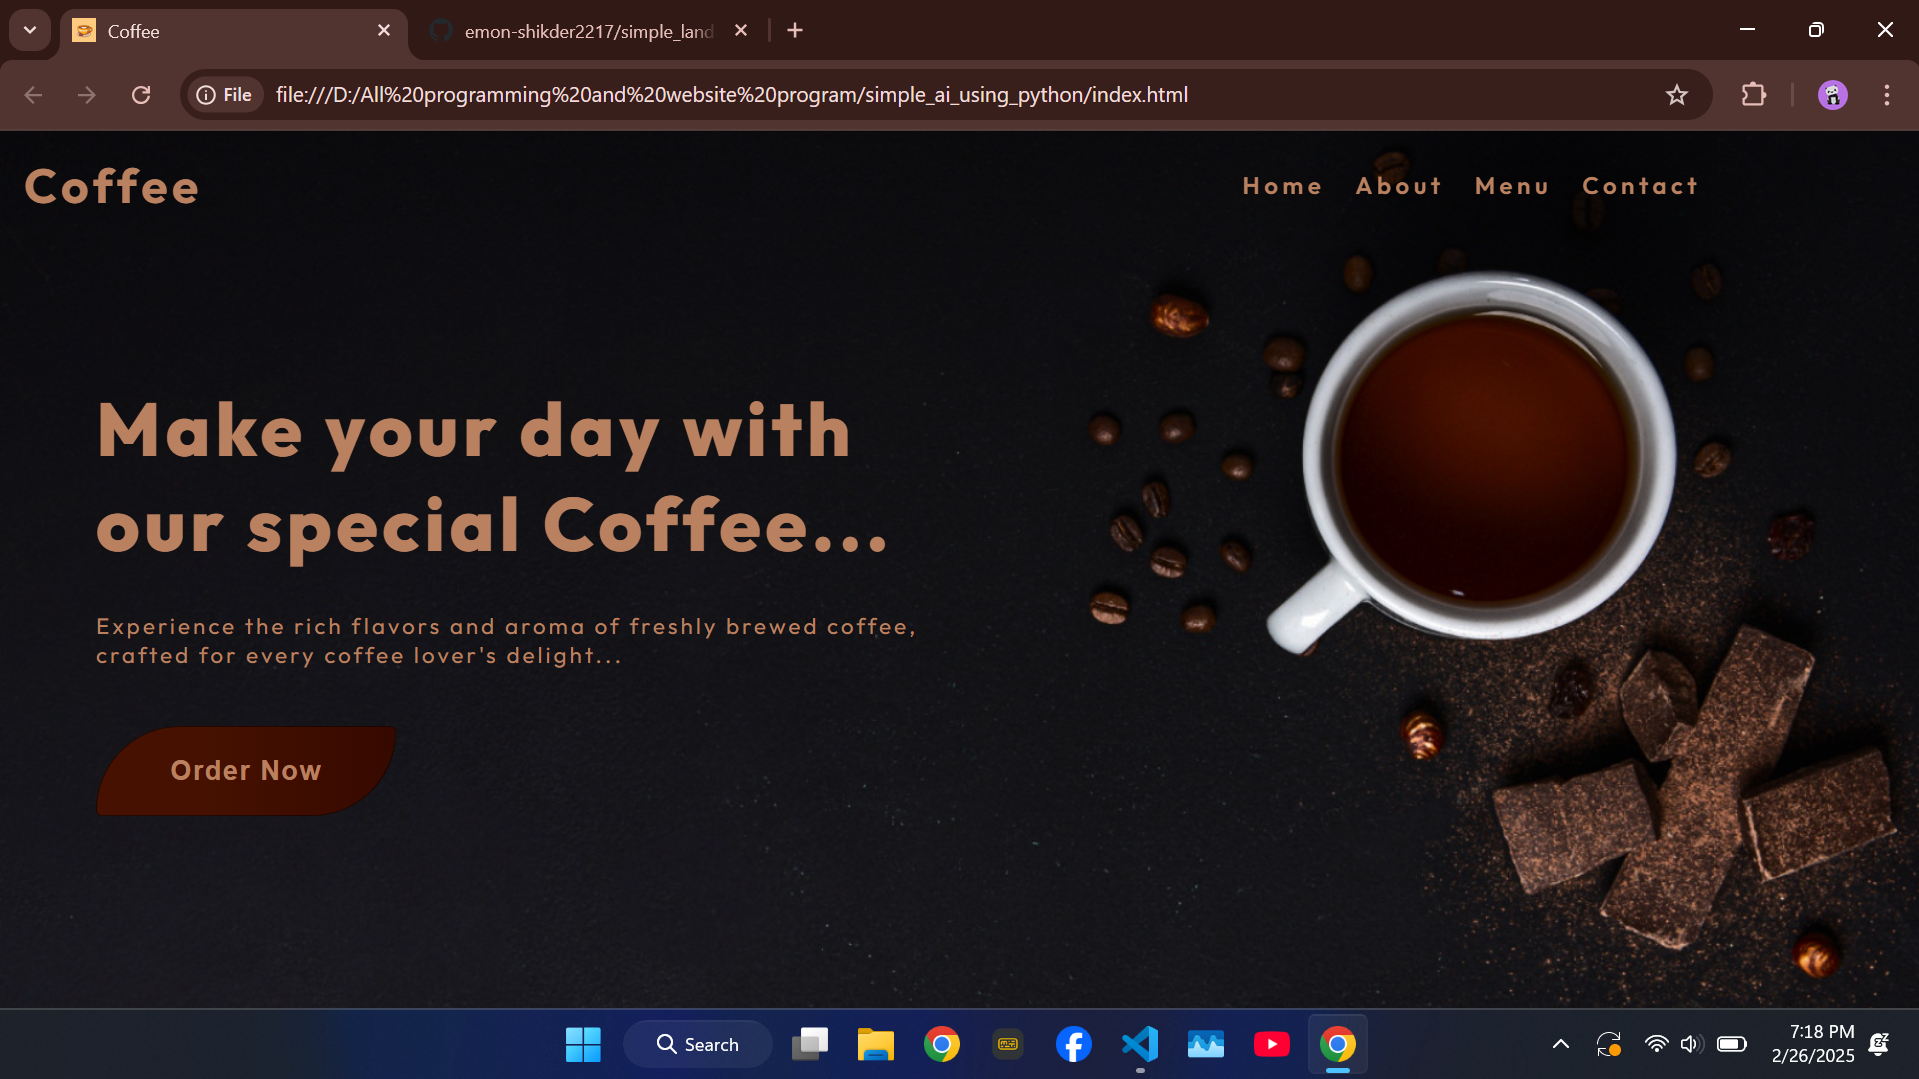 Coffee
emon-shikder2217/simple_land
File
file:///D:/All%20programming%20and%20website%20program/simple_ai_using_python/index.html
Coffee
Home About Menu Contact
Make your day with
our special Coffee...
Experience the rich flavors and aroma of freshly brewed coffee,
crafted for every coffee lover's delight...
Order Now
Search
7:18 PM
2/26/2025